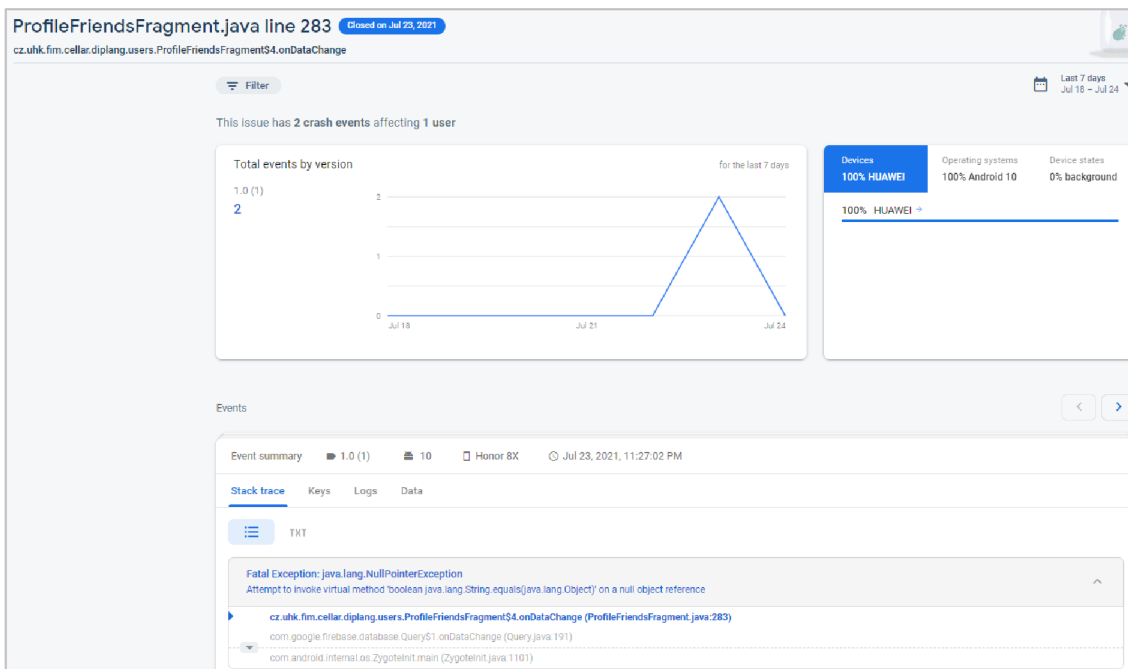 ProfileFriendsFragment.java line 283 Closed on Jul 23, 2021
cz.uhk.fim.cellar.diplang.users.ProfileFriendsFragment$4.onDataChange
Filter
Last 7 days
Jul 18 – Jul 24
This issue has 2 crash events affecting 1 user
Total events by version
for the last 7 days
1.0 (1)
2
2
1
0
Jul 18
Jul 21
Jul 24
Devices
100% HUAWEI
Operating systems
100% Android 10
Device states
0% background
100% HUAWEI
Events
Event summary 1.0 (1) 10 Honor 8X Jul 23, 2021, 11:27:02 PM
Stack trace Keys Logs Data
TXT
Fatal Exception: java.lang.NullPointerException
Attempt to invoke virtual method 'boolean java.lang.String.equals(java.lang.Object)' on a null object reference
cz.uhk.fim.cellar.diplang.users.ProfileFriendsFragment$4.onDataChange (ProfileFriendsFragment.java:283)
com.google.firebase.database.Query$1.onDataChange (Query.java:191)
com.android.internal.os.ZygoteInit.main (ZygoteInit.java:1101)